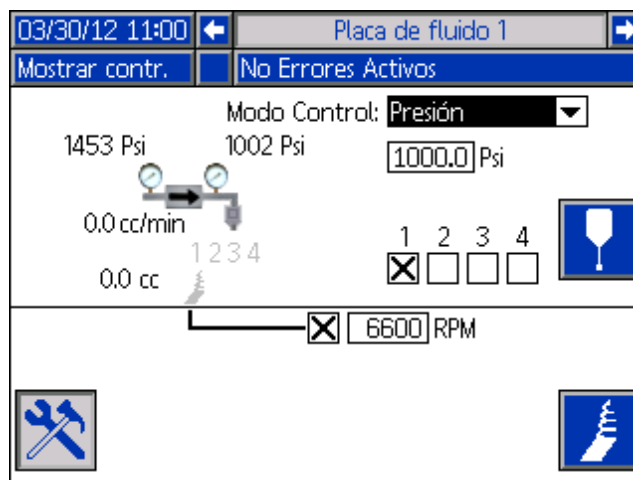 03/30/12 11:00 Placa de fluido 1
Mostrar contr. No Errores Activos
Modo Control: Presión
1453 Psi 1002 Psi 1000.0 Psi
0.0 cc/min
1 2 3 4
1 2 3 4
0.0 cc
6600 RPM